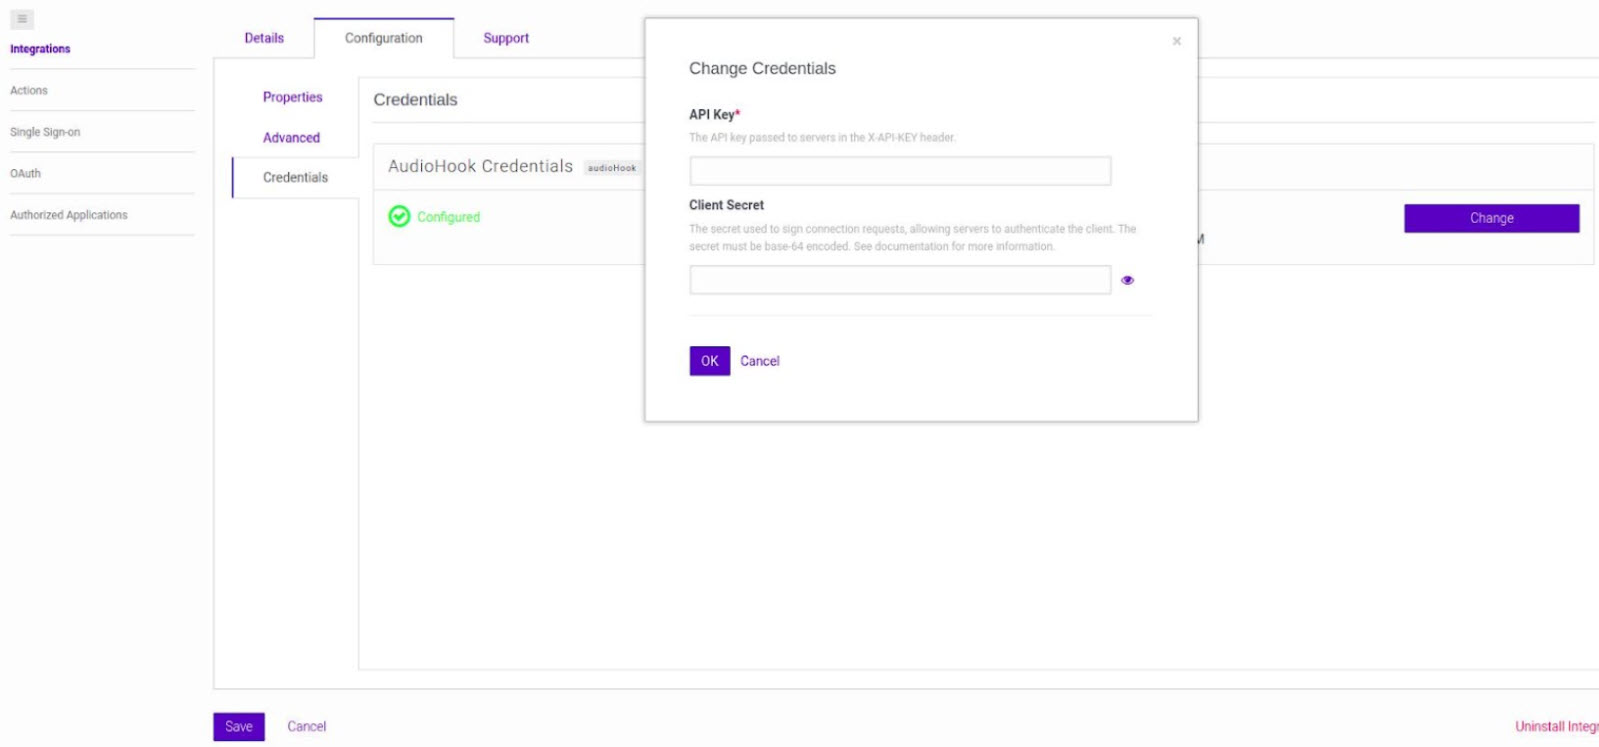 Integrations
Actions
Single Sign-on
OAuth
Authorized Applications
Details
Configuration
Support
Properties
Advanced
Credentials
Credentials
AudioHook Credentials audioHook
Configured
Change
Change Credentials
×
API Key*
The API key passed to servers in the X-API-KEY header.
Client Secret
The secret used to sign connection requests, allowing servers to authenticate the client. The
secret must be base-64 encoded. See documentation for more information.
OK Cancel
Save Cancel
Uninstall Integr